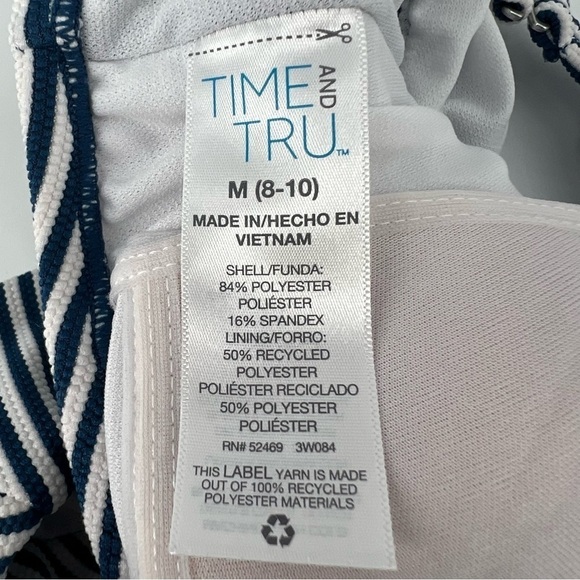 TIME AND
TRU™
M (8-10)
MADE IN/HECHO EN
VIETNAM
SHELL/FUNDA:
84% POLYESTER
POLIÉSTER
16% SPANDEX
LINING/FORRO:
50% RECYCLED
POLYESTER
POLIÉSTER RECICLADO
50% POLYESTER
POLIÉSTER
RN# 52469 3W084
THIS LABEL YARN IS MADE
OUT OF 100% RECYCLED
POLYESTER MATERIALS